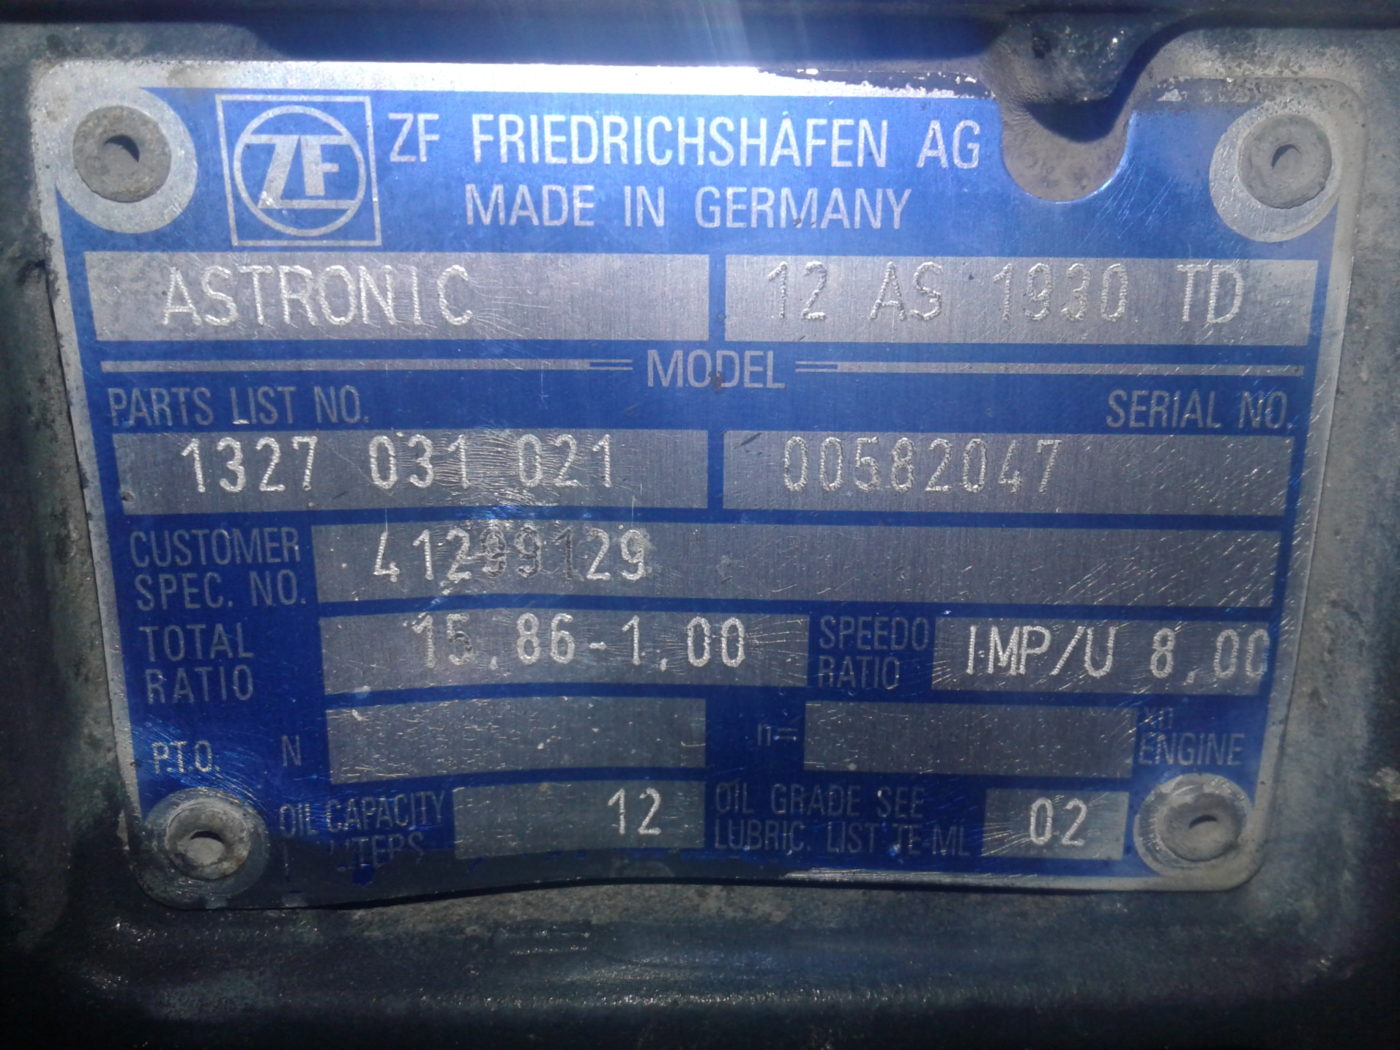 ZF
ZF FRIEDRICHSHAFEN AG
MADE IN GERMANY
ASTRONIC 12 AS 1930 TD
MODEL
PARTS LIST NO. SERIAL NO.
1327 031 021 00582047
CUSTOMER
SPEC. NO. 41299129
TOTAL
RATIO 15,86-1,00 SPEEDO
RATIO IMP/U 8,00
P.T.O. N n= xn
ENGINE
OIL CAPACITY
LITERS 12 OIL GRADE SEE
LUBRIC. LIST TE-ML 02